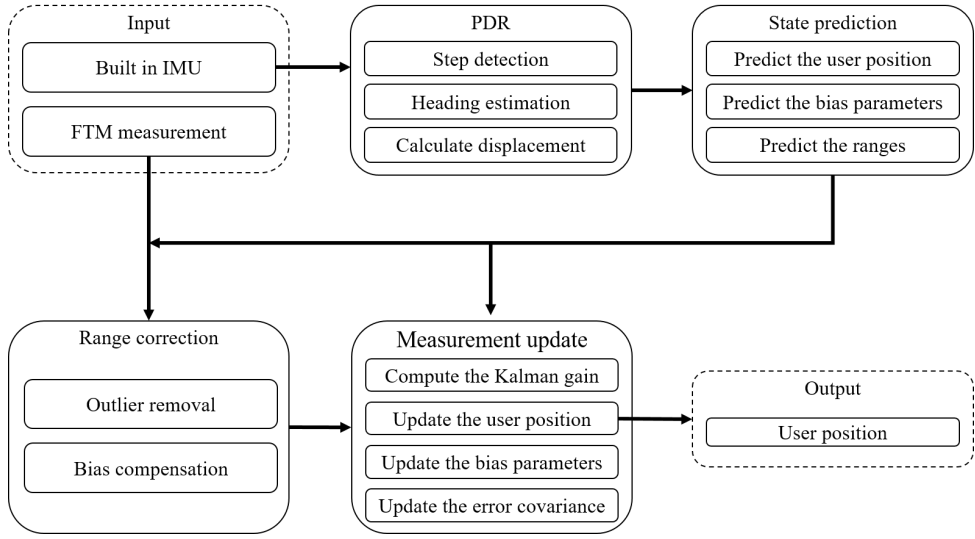 Input
Built in IMU
FTM measurement
PDR
Step detection
Heading estimation
Calculate displacement
State prediction
Predict the user position
Predict the bias parameters
Predict the ranges
Range correction
Outlier removal
Bias compensation
Measurement update
Compute the Kalman gain
Update the user position
Update the bias parameters
Update the error covariance
Output
User position